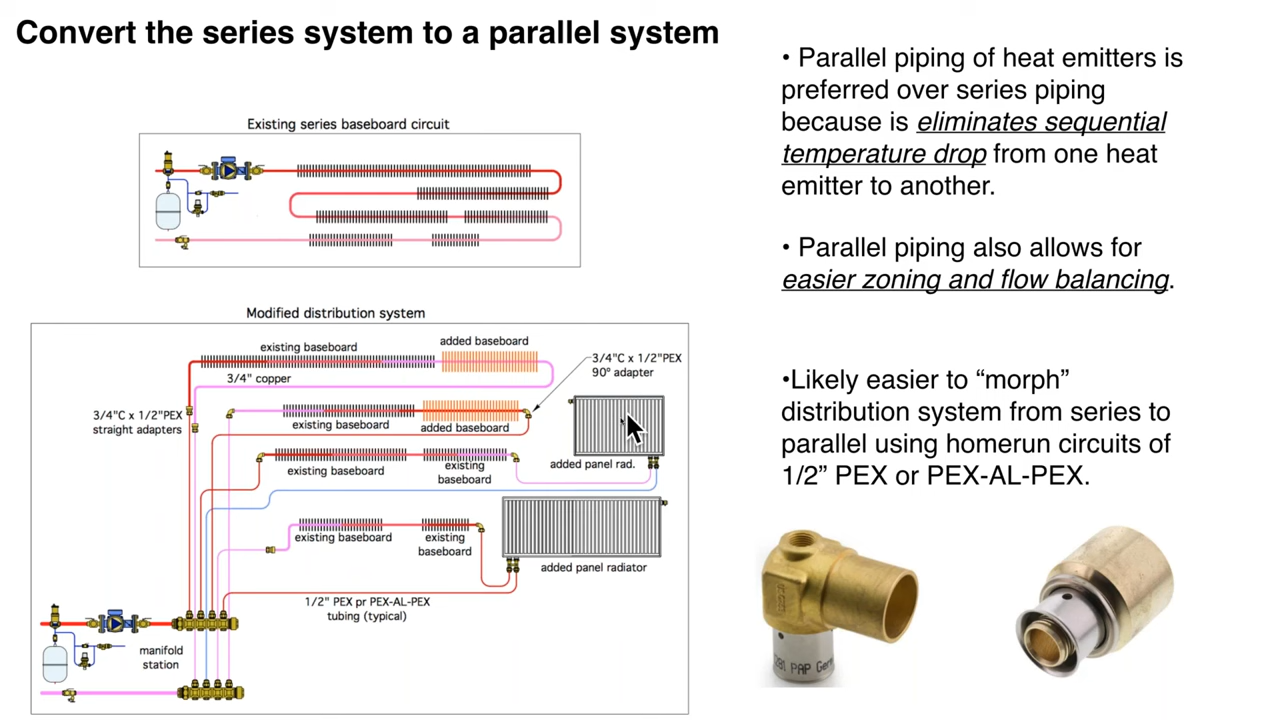 Convert the series system to a parallel system
Existing series baseboard circuit
Modified distribution system
existing baseboard
added baseboard
3/4" copper
3/4"C x 1/2"PEX
90º adapter
3/4"C x 1/2"PEX
straight adapters
existing baseboard
added baseboard
existing baseboard
existing
baseboard
added panel rad.
existing baseboard
existing
baseboard
added panel radiator
1/2" PEX pr PEX-AL-PEX
tubing (typical)
manifold
station
• Parallel piping of heat emitters is
preferred over series piping
because is eliminates sequential
temperature drop from one heat
emitter to another.
• Parallel piping also allows for
easier zoning and flow balancing.
•Likely easier to “morph”
distribution system from series to
parallel using homerun circuits of
1/2” PEX or PEX-AL-PEX.
PAP